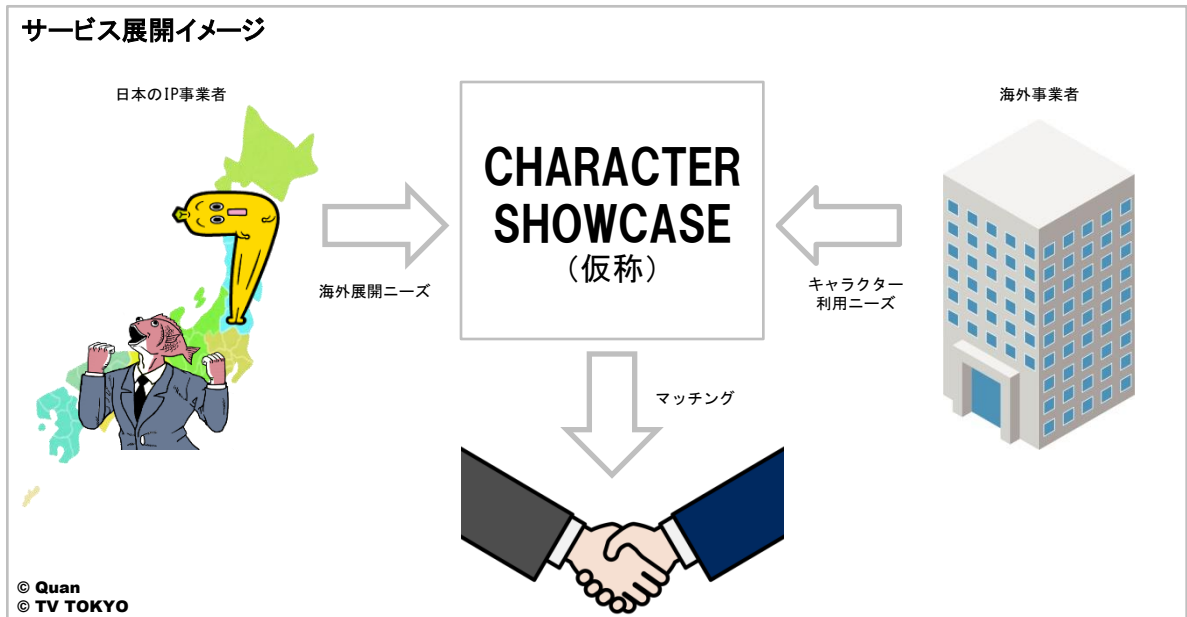 サービス展開イメージ
日本のIP事業者
海外事業者
CHARACTER
SHOWCASE
（仮称）
海外展開ニーズ
キャラクター
利用ニーズ
マッチング
© Quan
© TV TOKYO